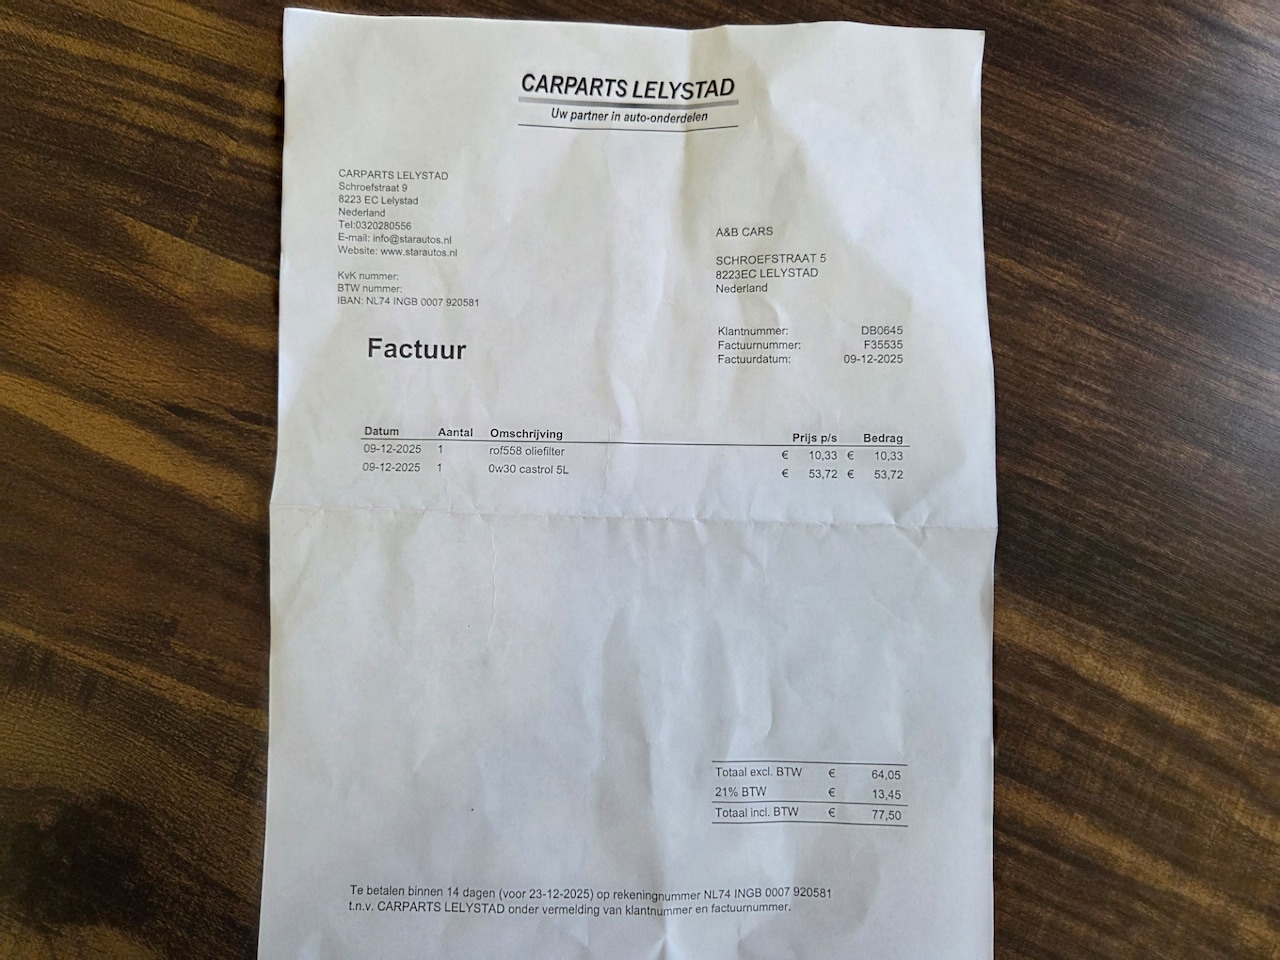 CARPARTS LELYSTAD
Uw partner in auto-onderdelen
CARPARTS LELYSTAD
Schroefstraat 9
8223 EC Lelystad
Nederland
Tel:0320280556
E-mail: info@starautos.nl
Website: www.starautos.nl
KvK nummer:
BTW nummer:
IBAN: NL74 INGB 0007 920581
A&B CARS
SCHROEFSTRAAT 5
8223EC LELYSTAD
Nederland
Klantnummer: DB0645
Factuurnummer: F35535
Factuurdatum: 09-12-2025
Factuur
Datum Aantal Omschrijving Prijs p/s Bedrag
09-12-2025 1 rof558 oliefilter € 10,33 € 10,33
09-12-2025 1 0w30 castrol 5L € 53,72 € 53,72
Totaal excl. BTW € 64,05
21% BTW € 13,45
Totaal incl. BTW € 77,50
Te betalen binnen 14 dagen (voor 23-12-2025) op rekeningnummer NL74 INGB 0007 920581
t.n.v. CARPARTS LELYSTAD onder vermelding van klantnummer en factuurnummer.